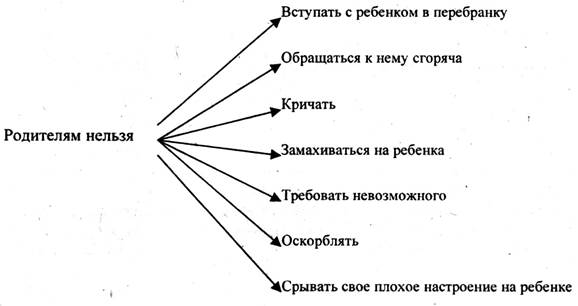 Вступать с ребенком в перебранку
Обращаться к нему сгоряча
Кричать
Родителям нельзя
Замахиваться на ребенка
Требовать невозможного
Оскорблять
Срывать свое плохое настроение на ребенке